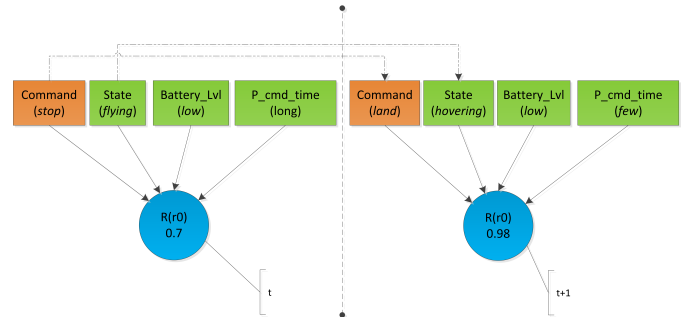 Command
(stop)
State
(flying)
Battery_Lvl
(low)
P_cmd_time
(long)
Command
(land)
State
(hovering)
Battery_Lvl
(low)
P_cmd_time
(few)
R(r0)
0.7
R(r0)
0.98
t
t+1